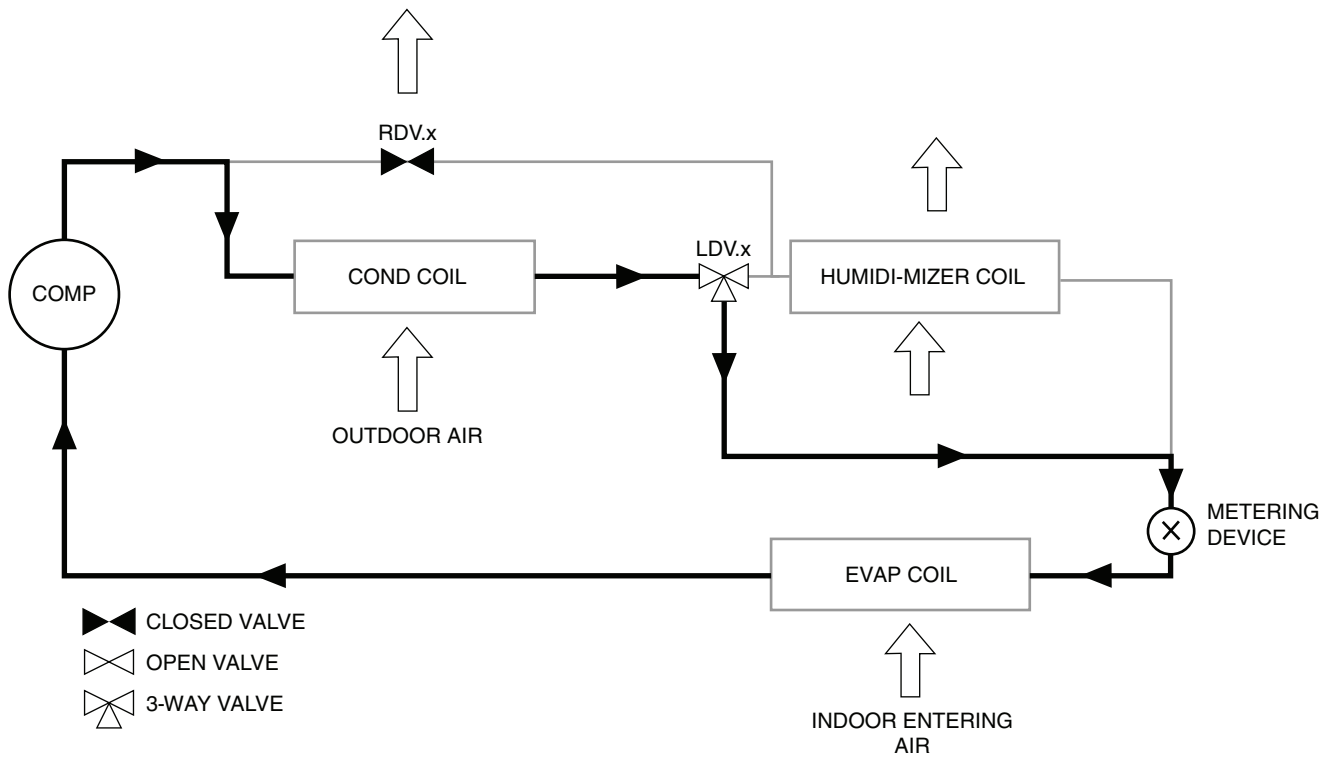 RDV.x
LDV.x
COMP
COND COIL
HUMIDI-MIZER COIL
OUTDOOR AIR
METERING
DEVICE
EVAP COIL
CLOSED VALVE
OPEN VALVE
3-WAY VALVE
INDOOR ENTERING
AIR